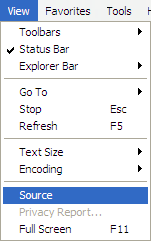 View Favorites Tools
Toolbars
Status Bar
Explorer Bar
Go To
Stop Esc
Refresh F5
Text Size
Encoding
Source
Privacy Report...
Full Screen F11